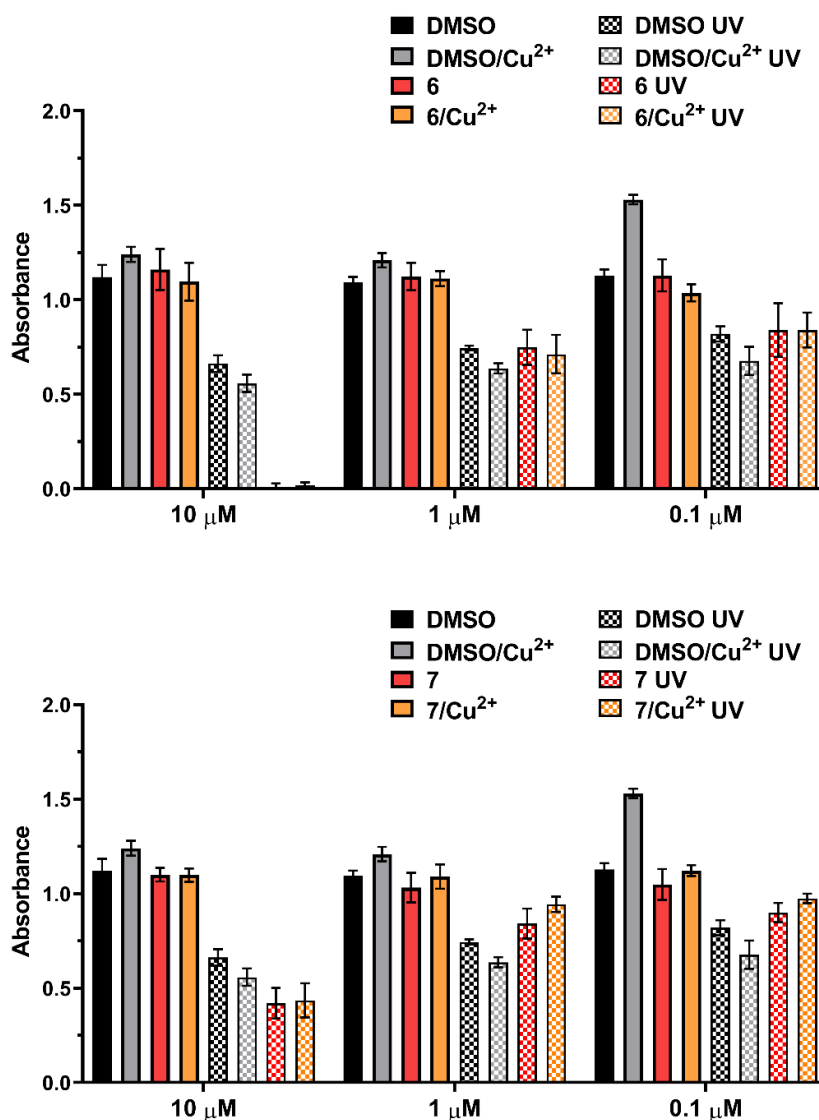 DMSO DMSO UV
DMSO/Cu²⁺ DMSO/Cu²⁺ UV
6 6 UV
6/Cu²⁺ 6/Cu²⁺ UV
2.0
1.5
1.0
0.5
0.0
Absorbance
10 μM 1 μM 0.1 μM
DMSO DMSO UV
DMSO/Cu²⁺ DMSO/Cu²⁺ UV
7 7 UV
7/Cu²⁺ 7/Cu²⁺ UV
2.0
1.5
1.0
0.5
0.0
Absorbance
10 μM 1 μM 0.1 μM